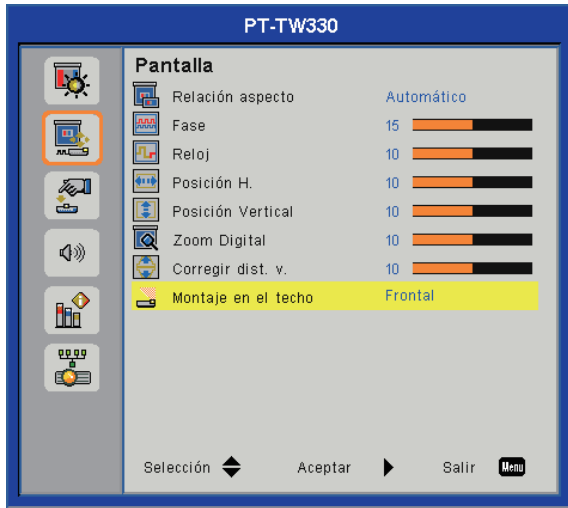 PT-TW330
Pantalla
Relación aspecto Automático
Fase 15
Reloj 10
Posición H. 10
Posición Vertical 10
Zoom Digital 10
Corregir dist. v. 10
Montaje en el techo Frontal
Selección Aceptar Salir Menu